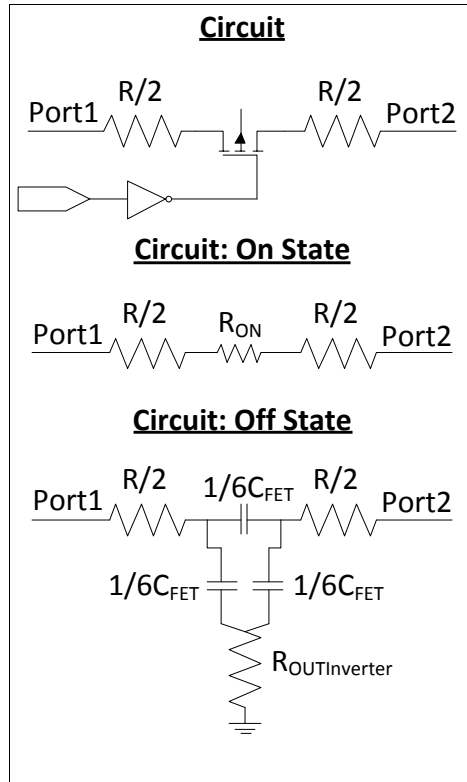 Circuit
R/2 R/2
Port1 Port2
Circuit: On State
R/2 R/2
Port1 RON Port2
Circuit: Off State
R/2 1/6CFET R/2
Port1 Port2
1/6CFET 1/6CFET
ROUTInverter